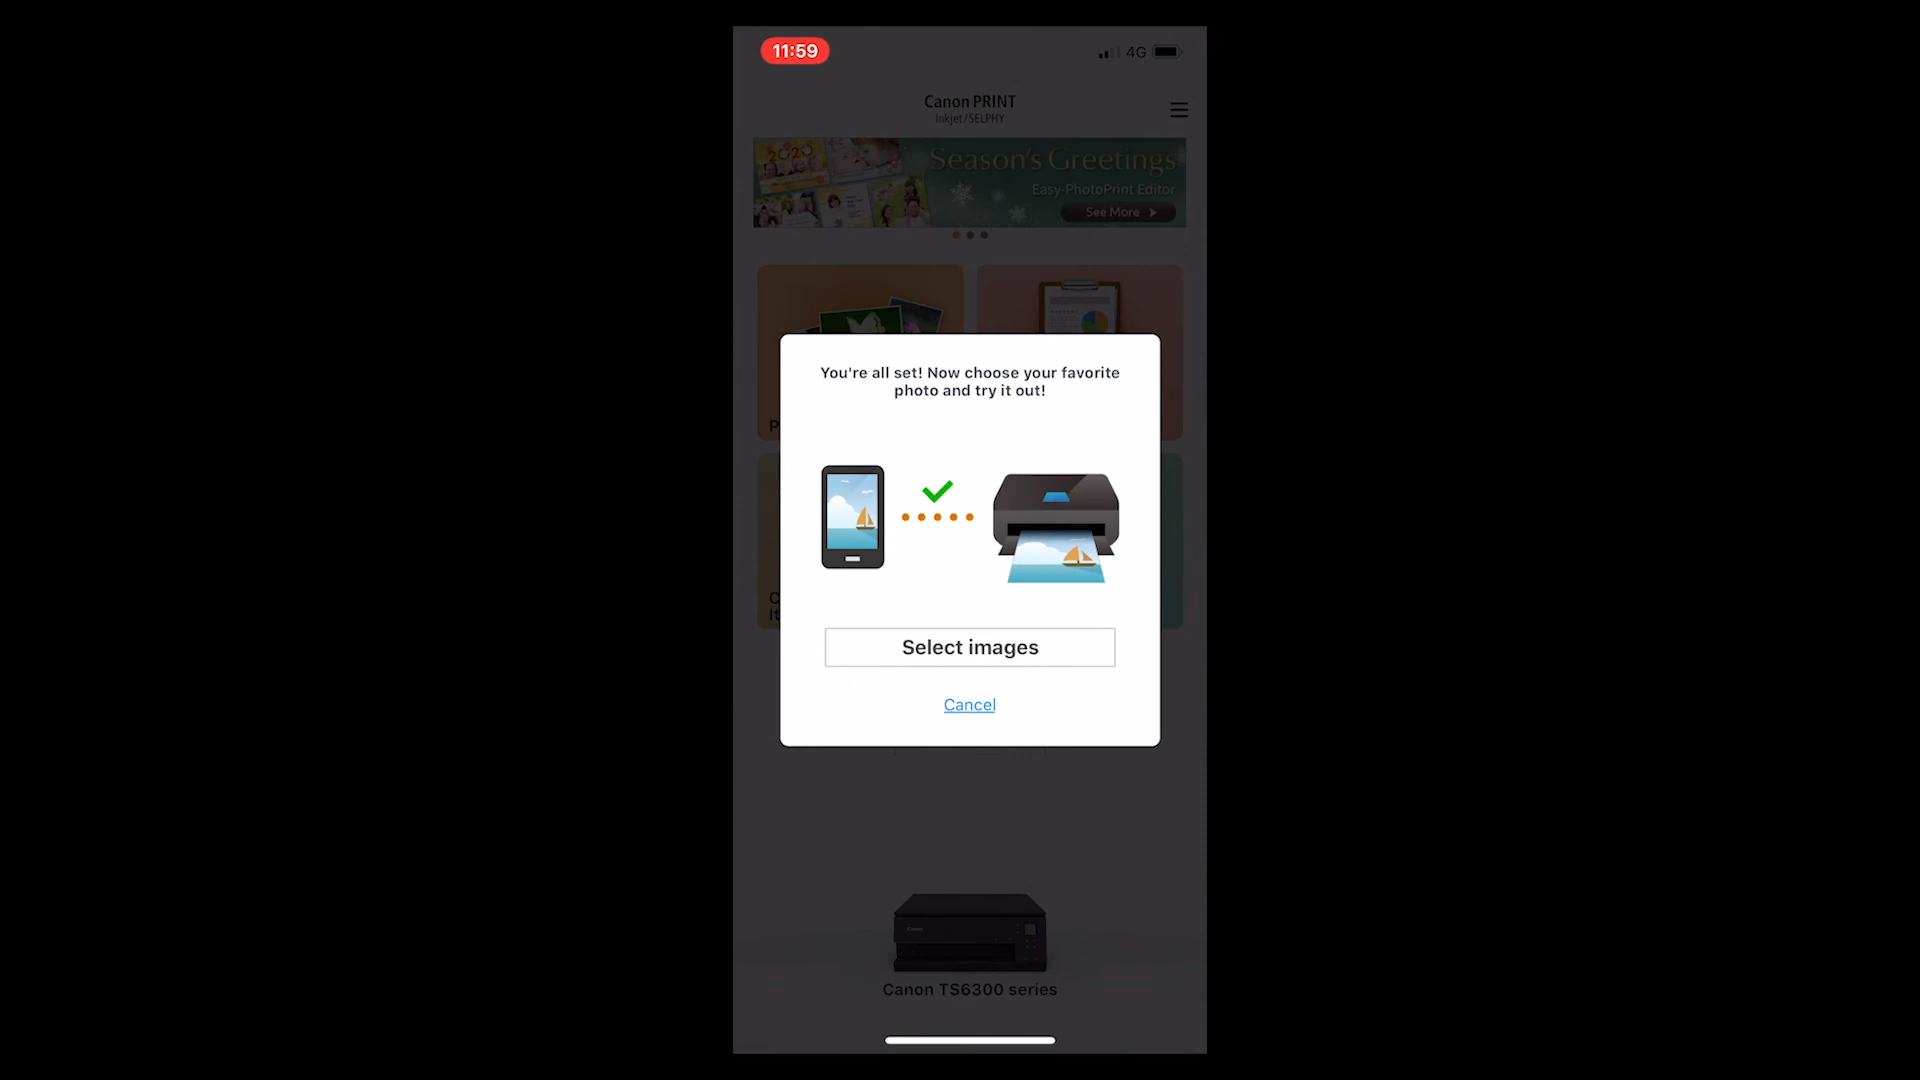 11:59
4G
Canon PRINT
Inkjet/SELPHY
2020
Season's Greetings
Easy-PhotoPrint Editor
See More
You're all set! Now choose your favorite
photo and try it out!
Select images
Cancel
Canon
Canon TS6300 series